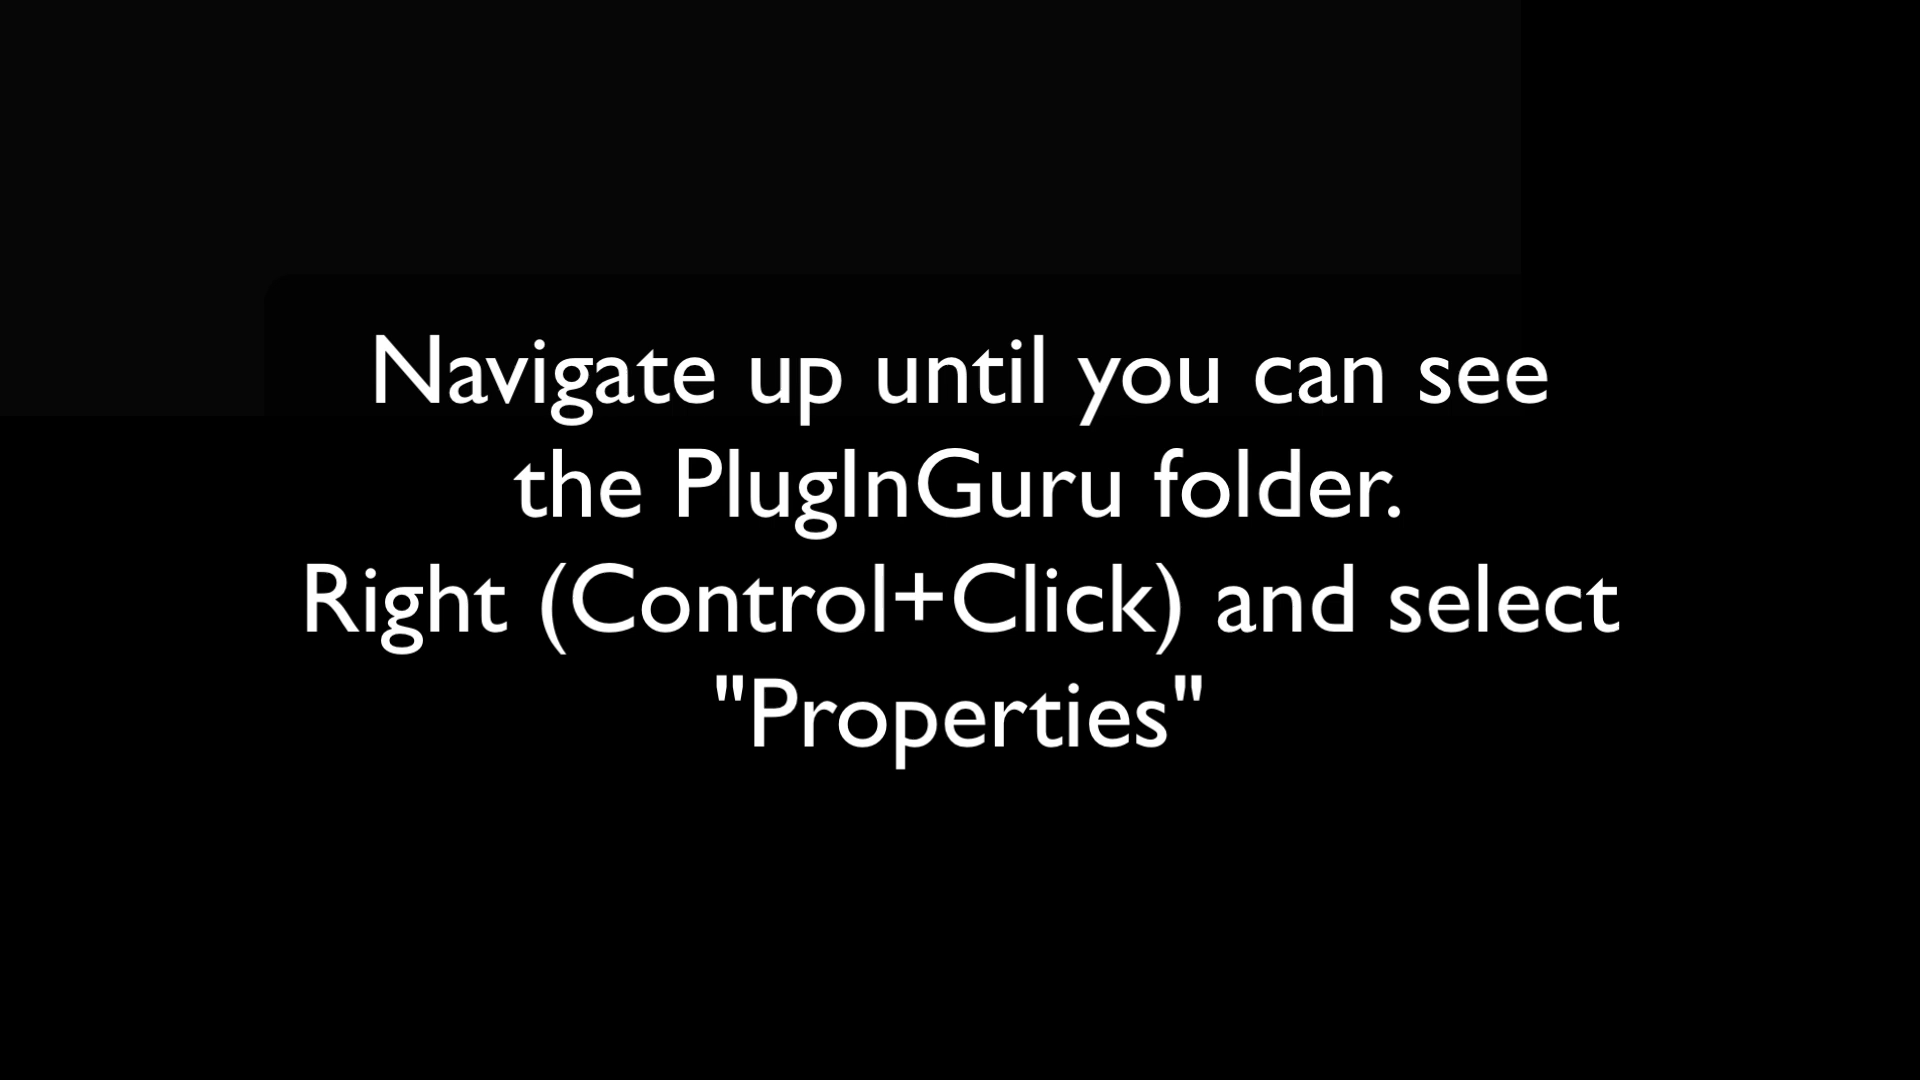 Navigate up until you can see
the PlugInGuru folder.
Right (Control+Click) and select
"Properties"